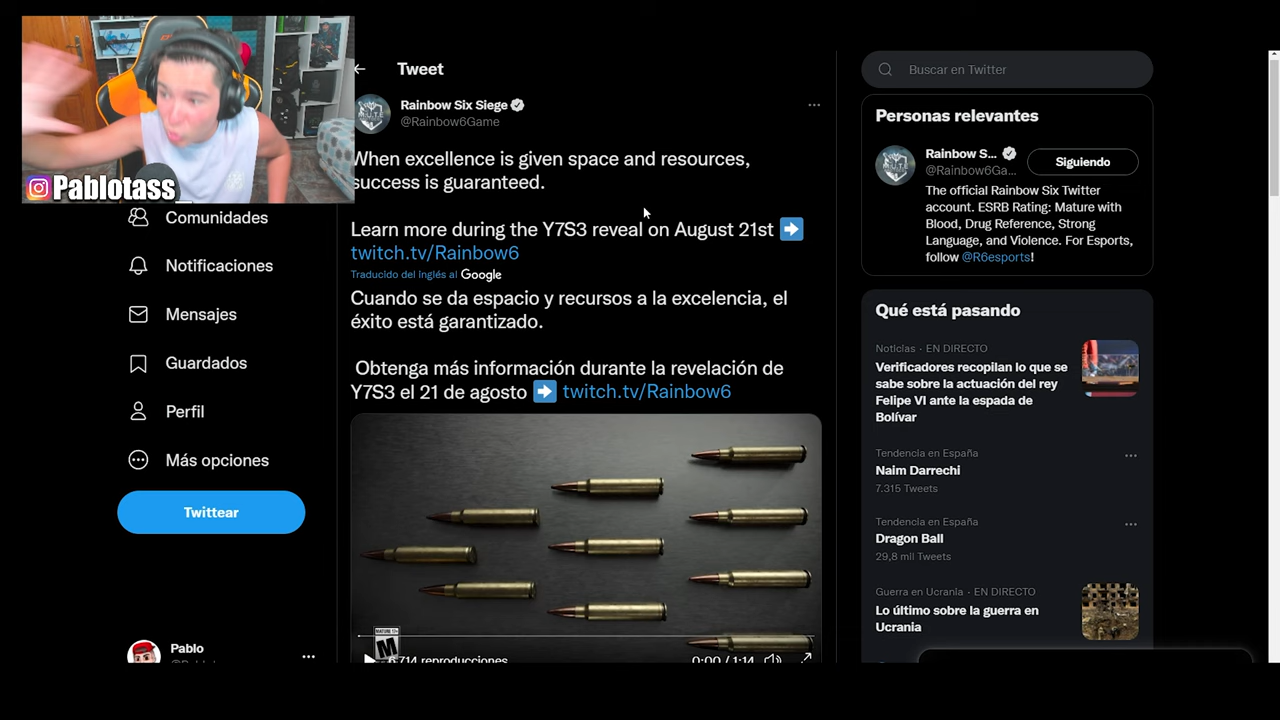 Pablotass_
Tweet
Rainbow Six Siege
@Rainbow6Game
When excellence is given space and resources,
success is guaranteed.
Learn more during the Y7S3 reveal on August 21st ➡️
twitch.tv/Rainbow6
Traducido del inglés al Google
Cuando se da espacio y recursos a la excelencia, el
éxito está garantizado.
Obtenga más información durante la revelación de
Y7S3 el 21 de agosto ➡️ twitch.tv/Rainbow6
MATURE 17+
M
6.714 reproducciones
0:00 / 1:14
Comunidades
Notificaciones
Mensajes
Guardados
Perfil
Más opciones
Twittear
Pablo
Buscar en Twitter
Personas relevantes
Rainbow S...
@Rainbow6Ga...
Siguiendo
The official Rainbow Six Twitter
account. ESRB Rating: Mature with
Blood, Drug Reference, Strong
Language, and Violence. For Esports,
follow @R6esports!
Qué está pasando
Noticias · EN DIRECTO
Verificadores recopilan lo que se
sabe sobre la actuación del rey
Felipe VI ante la espada de
Bolívar
Tendencia en España
Naim Darrechi
7.315 Tweets
Tendencia en España
Dragon Ball
29,8 mil Tweets
Guerra en Ucrania · EN DIRECTO
Lo último sobre la guerra en
Ucrania